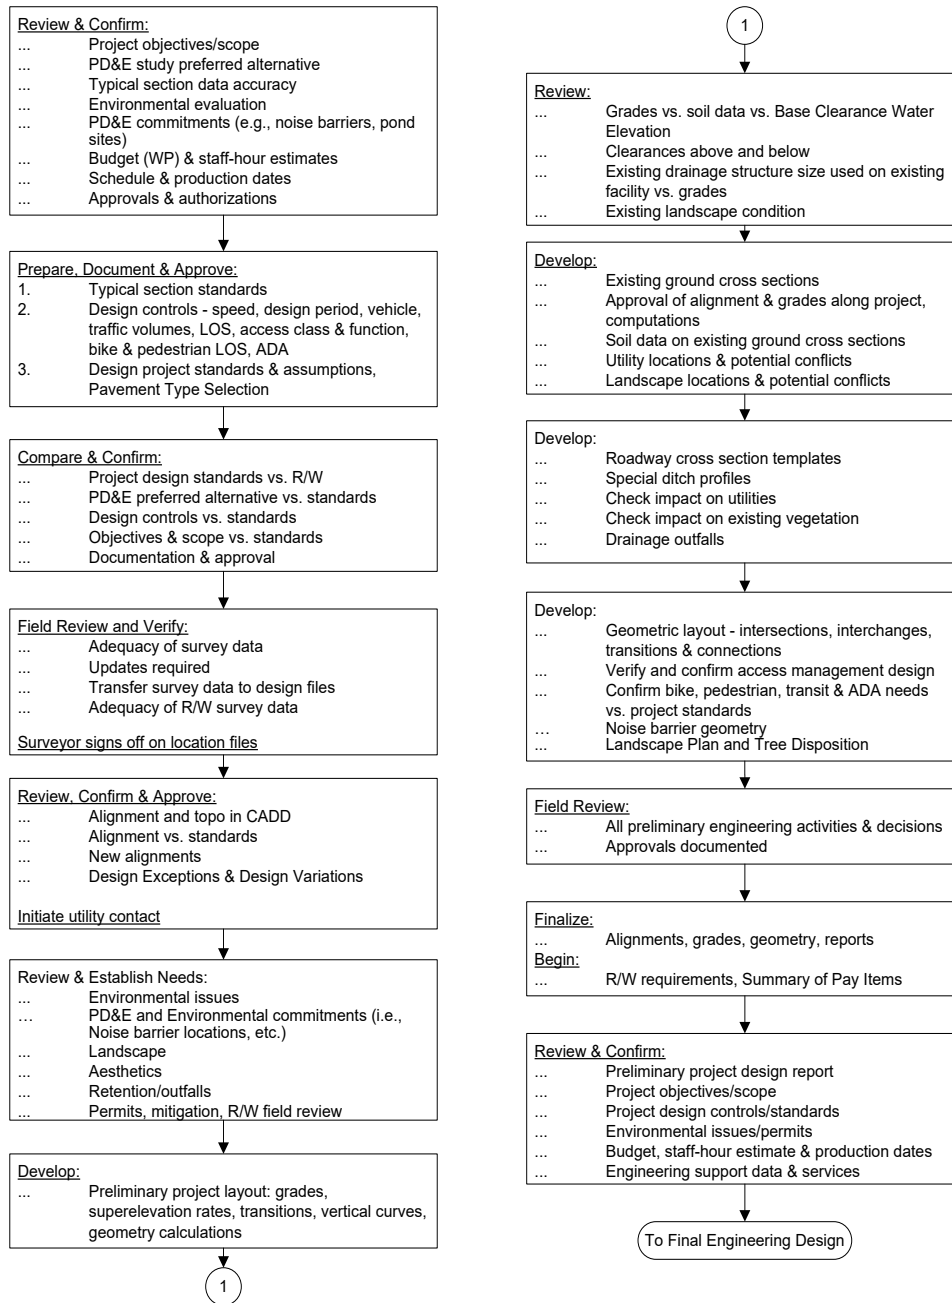 Review & Confirm:
... Project objectives/scope
... PD&E study preferred alternative
... Typical section data accuracy
... Environmental evaluation
... PD&E commitments (e.g., noise barriers, pond
sites)
... Budget (WP) & staff-hour estimates
... Schedule & production dates
... Approvals & authorizations
Prepare, Document & Approve:
1. Typical section standards
2. Design controls - speed, design period, vehicle,
traffic volumes, LOS, access class & function,
bike & pedestrian LOS, ADA
3. Design project standards & assumptions,
Pavement Type Selection
Compare & Confirm:
... Project design standards vs. R/W
... PD&E preferred alternative vs. standards
... Design controls vs. standards
... Objectives & scope vs. standards
... Documentation & approval
Field Review and Verify:
... Adequacy of survey data
... Updates required
... Transfer survey data to design files
... Adequacy of R/W survey data
Surveyor signs off on location files
Review, Confirm & Approve:
... Alignment and topo in CADD
... Alignment vs. standards
... New alignments
... Design Exceptions & Design Variations
Initiate utility contact
Review & Establish Needs:
... Environmental issues
... PD&E and Environmental commitments (i.e.,
Noise barrier locations, etc.)
... Landscape
... Aesthetics
... Retention/outfalls
... Permits, mitigation, R/W field review
Develop:
... Preliminary project layout: grades,
superelevation rates, transitions, vertical curves,
geometry calculations
1
1
Review:
... Grades vs. soil data vs. Base Clearance Water
Elevation
... Clearances above and below
... Existing drainage structure size used on existing
facility vs. grades
... Existing landscape condition
Develop:
... Existing ground cross sections
... Approval of alignment & grades along project,
computations
... Soil data on existing ground cross sections
... Utility locations & potential conflicts
... Landscape locations & potential conflicts
Develop:
... Roadway cross section templates
... Special ditch profiles
... Check impact on utilities
... Check impact on existing vegetation
... Drainage outfalls
Develop:
... Geometric layout - intersections, interchanges,
transitions & connections
... Verify and confirm access management design
... Confirm bike, pedestrian, transit & ADA needs
vs. project standards
... Noise barrier geometry
... Landscape Plan and Tree Disposition
Field Review:
... All preliminary engineering activities & decisions
... Approvals documented
Finalize:
... Alignments, grades, geometry, reports
Begin:
... R/W requirements, Summary of Pay Items
Review & Confirm:
... Preliminary project design report
... Project objectives/scope
... Project design controls/standards
... Environmental issues/permits
... Budget, staff-hour estimate & production dates
... Engineering support data & services
To Final Engineering Design